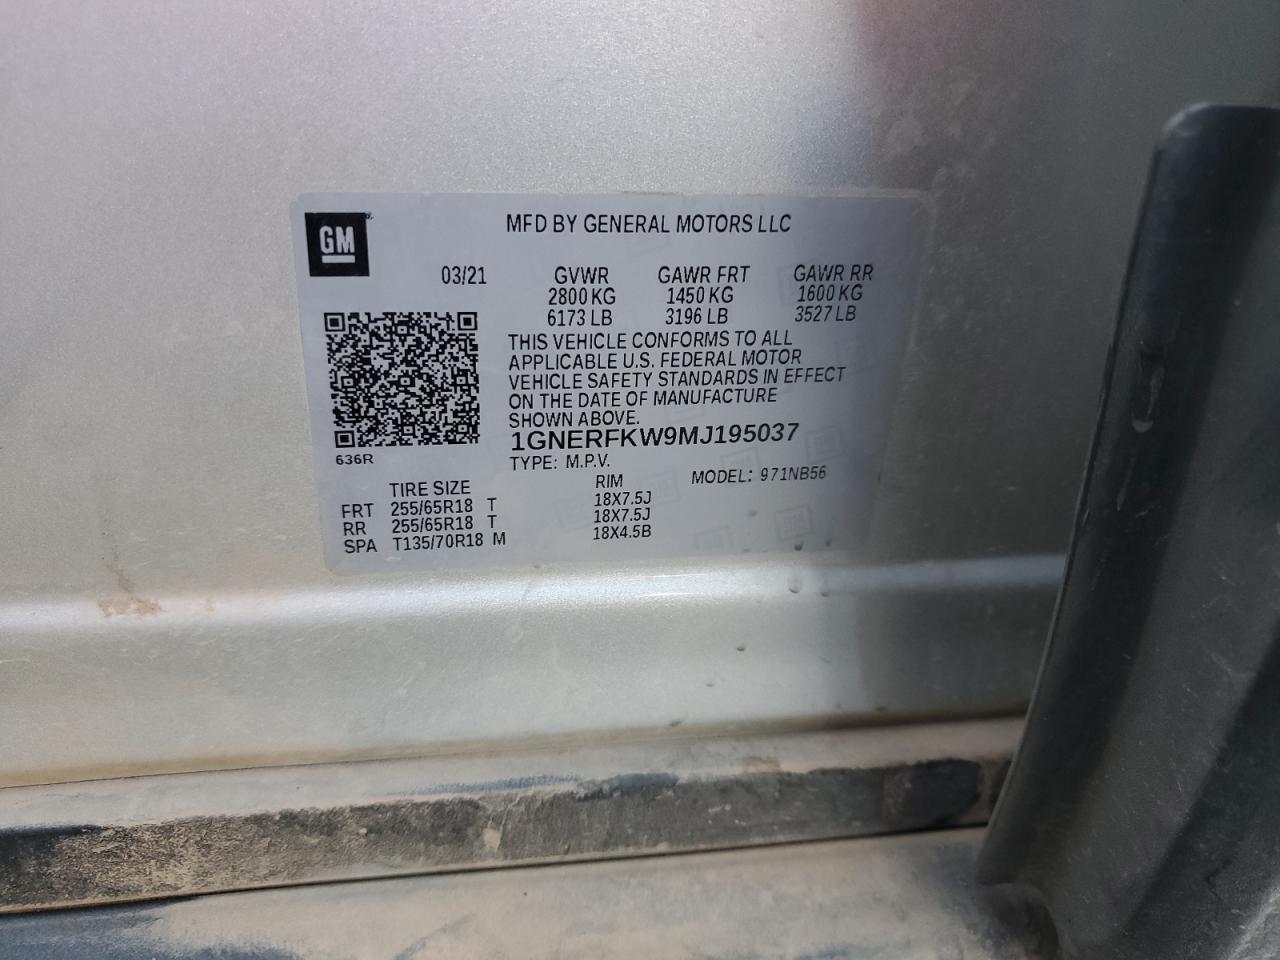 GM
MFD BY GENERAL MOTORS LLC
03/21 GVWR GAWR FRT GAWR RR
2800 KG 1450 KG 1600 KG
6173 LB 3196 LB 3527 LB
THIS VEHICLE CONFORMS TO ALL
APPLICABLE U.S. FEDERAL MOTOR
VEHICLE SAFETY STANDARDS IN EFFECT
ON THE DATE OF MANUFACTURE
SHOWN ABOVE.
1GNERFKW9MJ195037
636R
TYPE: M.P.V. MODEL: 971NB56
TIRE SIZE RIM
FRT 255/65R18 T 18X7.5J
RR 255/65R18 T 18X7.5J
SPA T135/70R18 M 18X4.5B